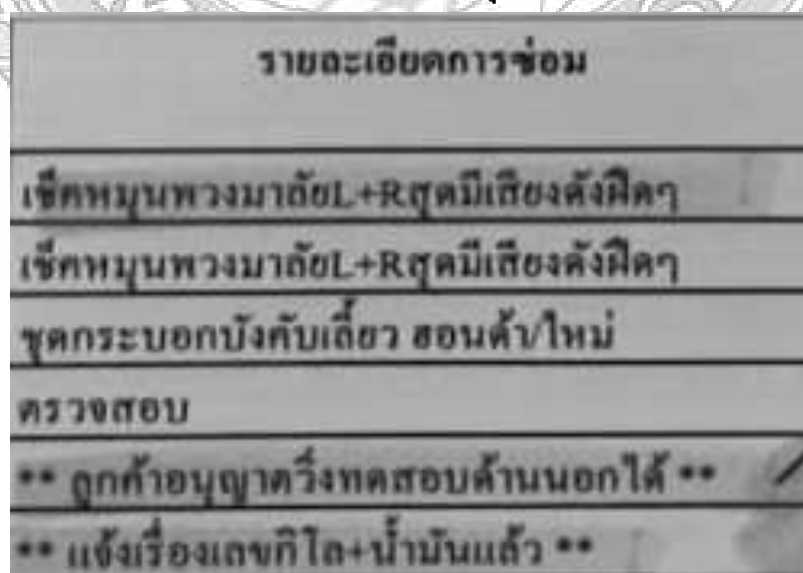 รายละเอียดการซ่อม
เช็คหมุนพวงมาลัยL+Rสุดมีเสียงดังฝืดๆ
เช็คหมุนพวงมาลัยL+Rสุดมีเสียงดังฝืดๆ
ชุดกระบอกบังคับเลี้ยว ฮอนด้า/ใหม่
ตรวจสอบ
** ลูกค้าอนุญาตวิ่งทดสอบด้านนอกได้ **
** แจ้งเรื่องเลขกิโล+น้ำมันแล้ว **